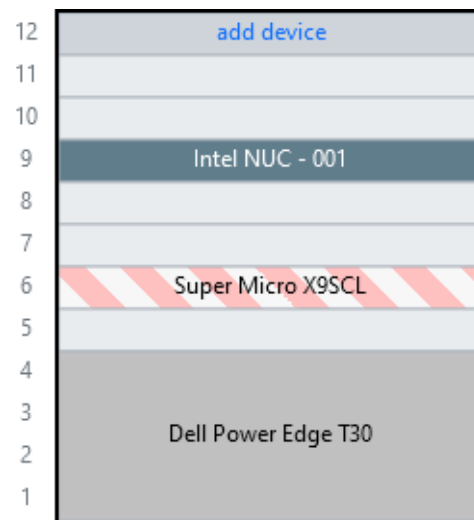 12 add device
11
10
9 Intel NUC - 001
8
7
6 Super Micro X9SCL
5
4
3
Dell Power Edge T30
2
1